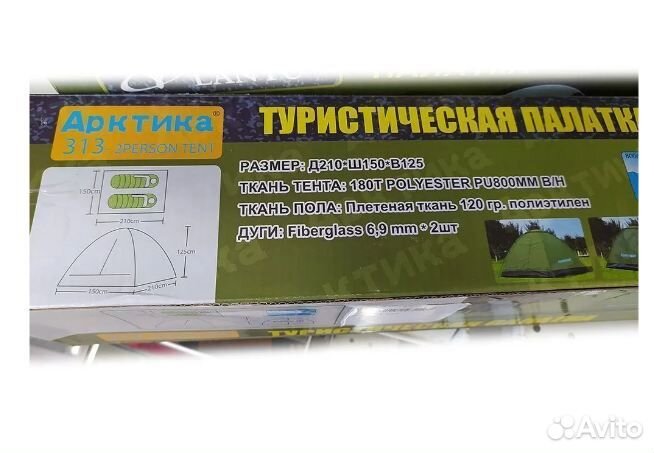 Арктика®
313-2PERSON TENT
150cm
210cm
125cm
150cm
210cm
ТУРИСТИЧЕСКАЯ ПАЛАТКА
РАЗМЕР: Д210*Ш150*В125
ТКАНЬ ТЕНТА: 180T POLYESTER PU800MM В/Н
ТКАНЬ ПОЛА: Плетеная ткань 120 гр. полиэтилен
ДУГИ: Fiberglass 6,9 mm * 2шт
Avito